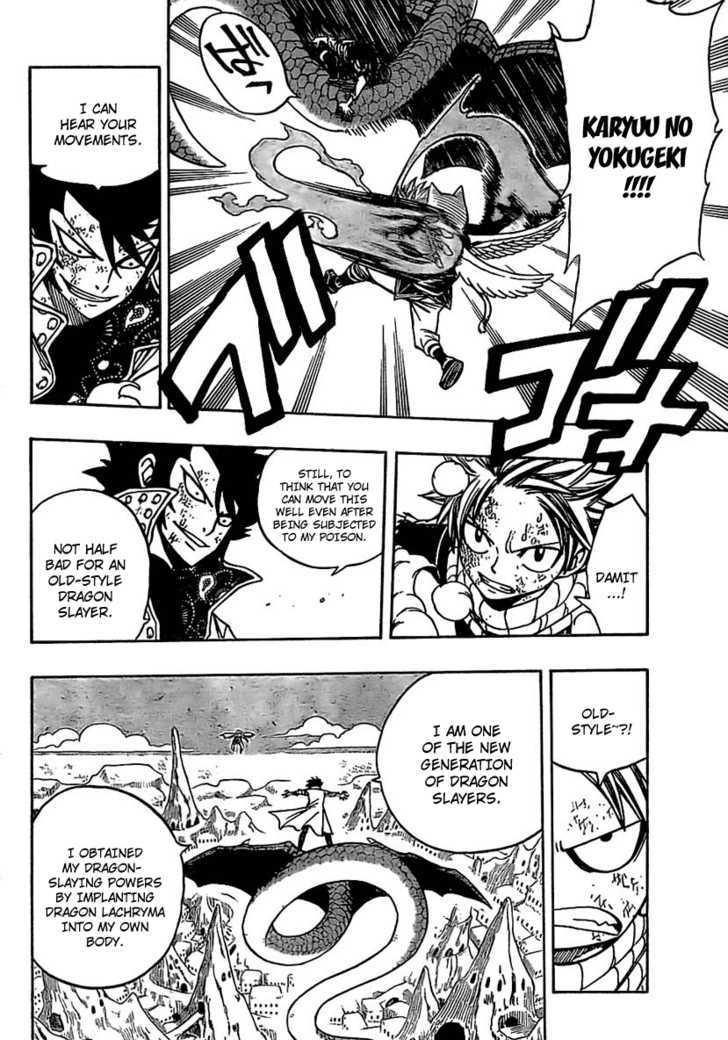 KARYUU NO
YOKUGEKI
!!!!
I CAN
HEAR YOUR
MOVEMENTS.
DAMIT
...!
STILL, TO
THINK THAT YOU
CAN MOVE THIS
WELL EVEN AFTER
BEING SUBJECTED
TO MY POISON.
NOT HALF
BAD FOR AN
OLD-STYLE
DRAGON
SLAYER.
OLD-
STYLE~?!
I AM ONE
OF THE NEW
GENERATION
OF DRAGON
SLAYERS.
I OBTAINED
MY DRAGON-
SLAYING POWERS
BY IMPLANTING
DRAGON LACHRYMA
INTO MY OWN
BODY.